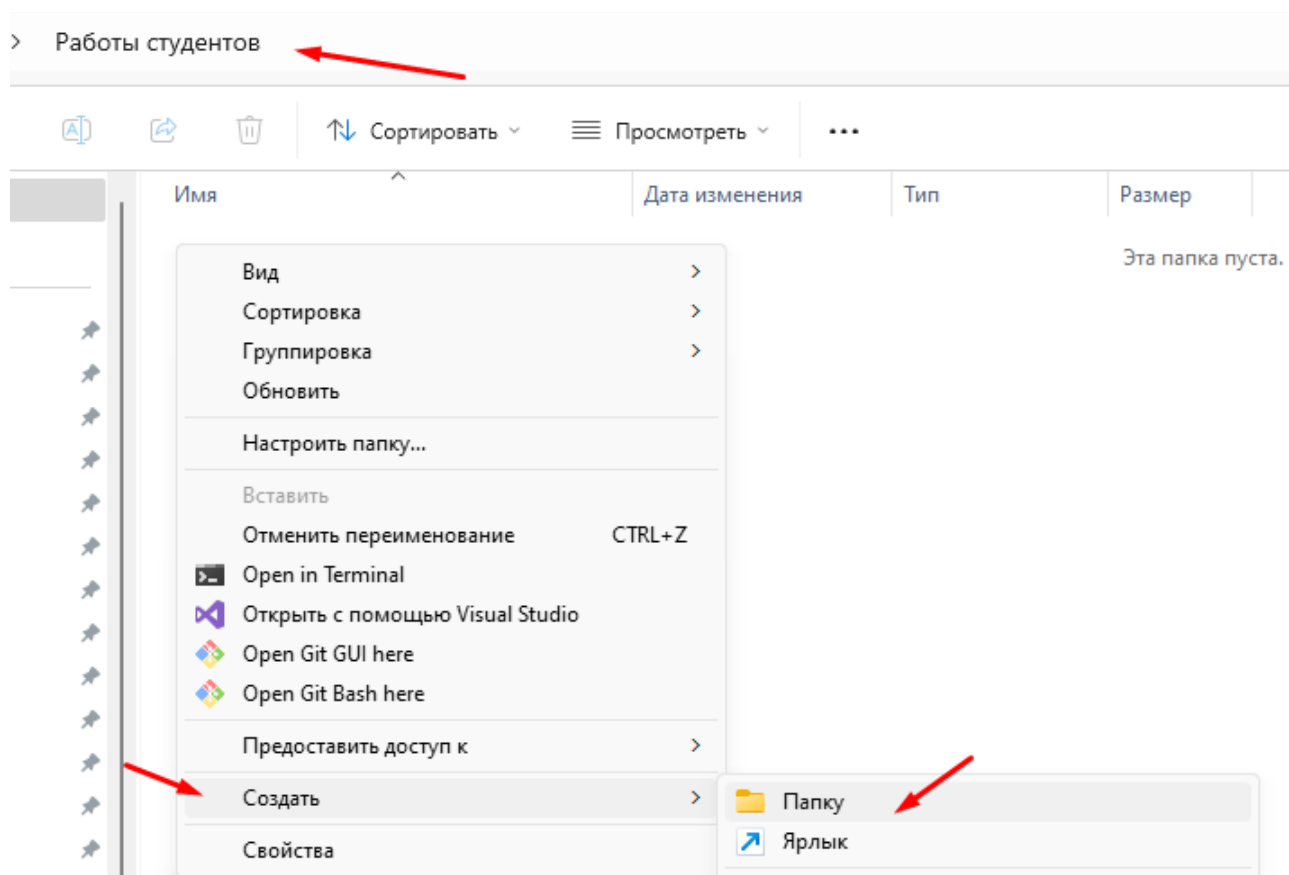 Работы студентов
Сортировать Просмотреть
Имя Дата изменения Тип Размер
Эта папка пуста.
Вид
Сортировка
Группировка
Обновить
Настроить папку...
Вставить
Отменить переименование CTRL+Z
Open in Terminal
Открыть с помощью Visual Studio
Open Git GUI here
Open Git Bash here
Предоставить доступ к
Создать
Папку
Ярлык
Свойства